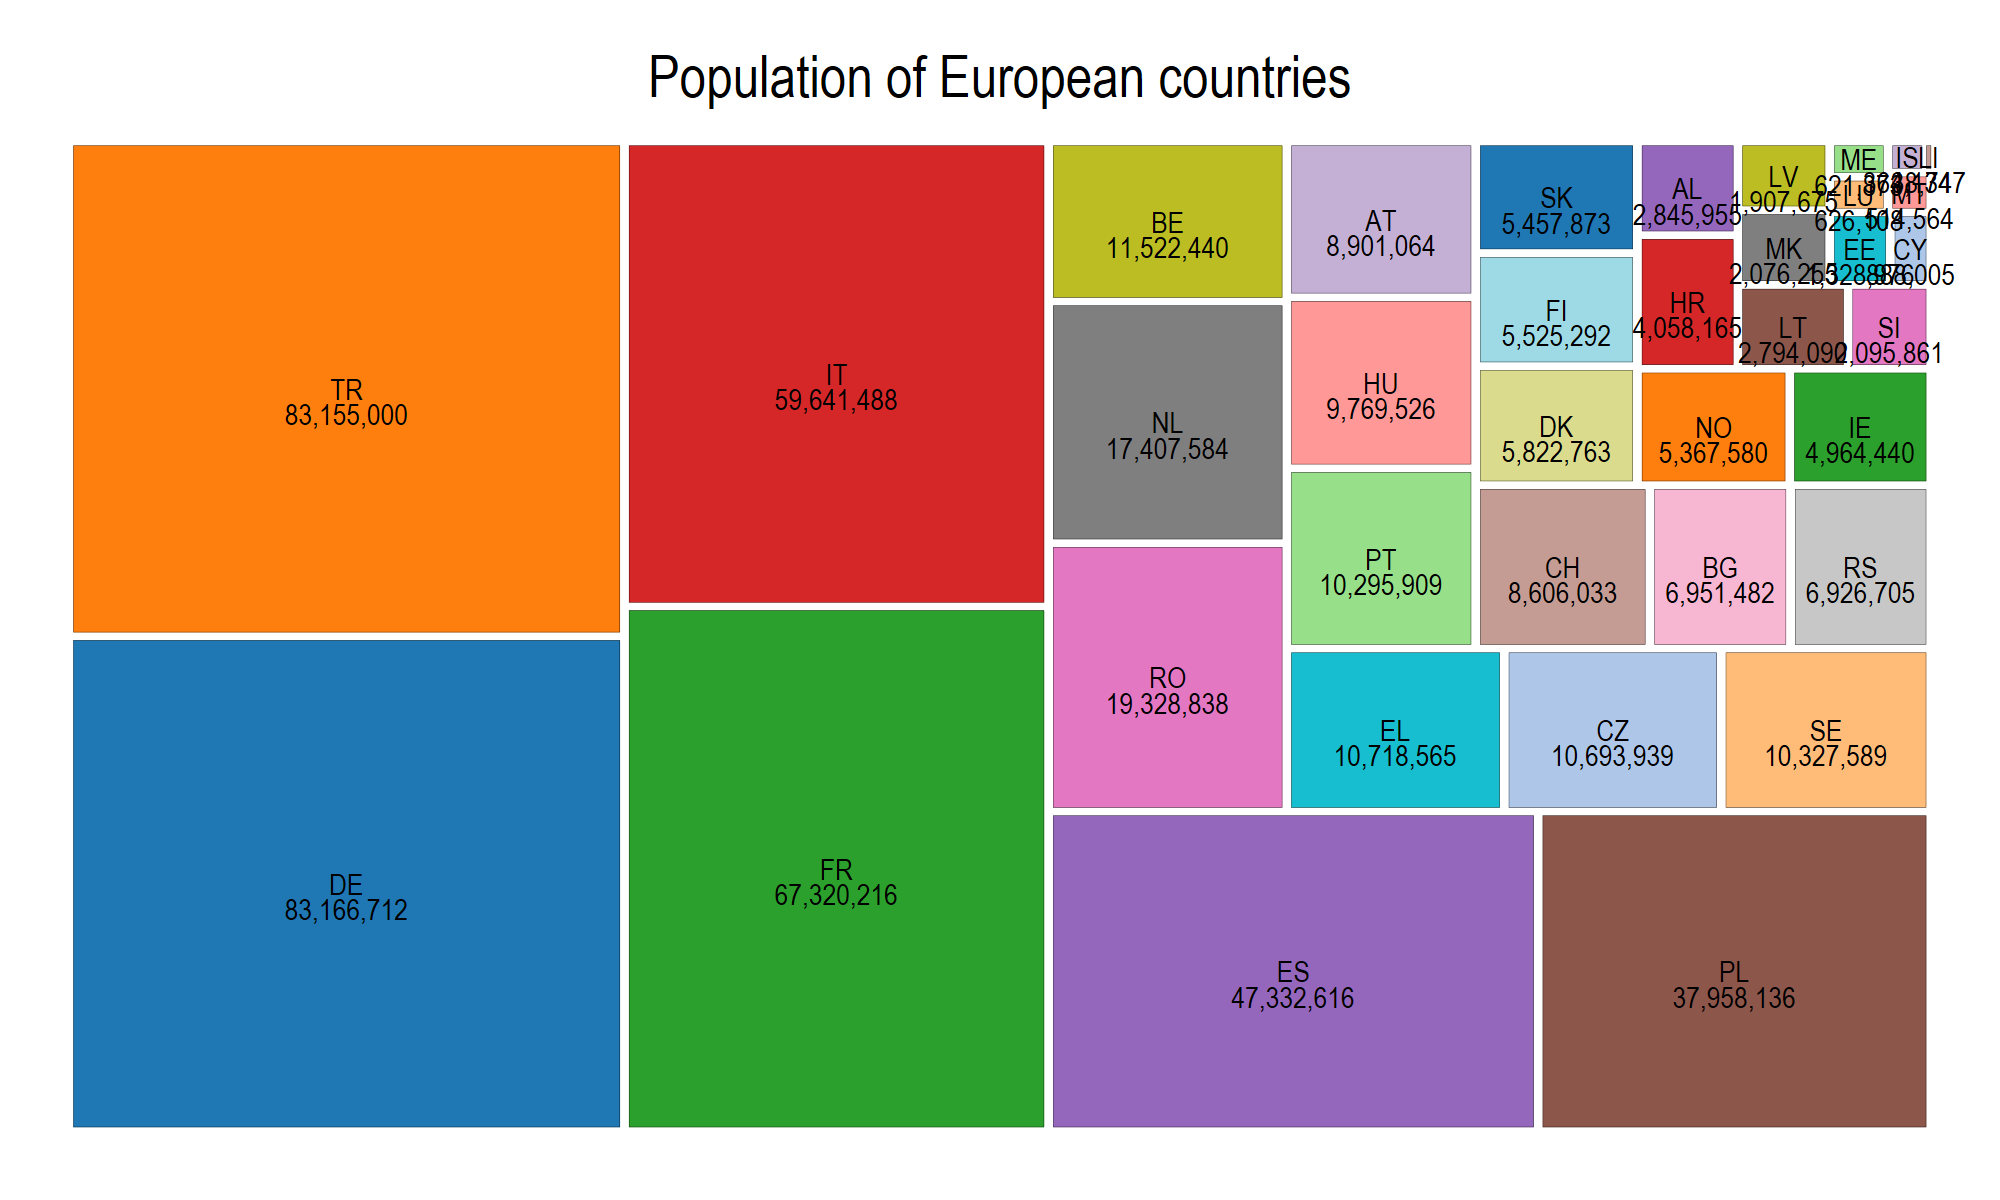 Population of European countries
TR
83,155,000
DE
83,166,712
IT
59,641,488
FR
67,320,216
BE
11,522,440
NL
17,407,584
RO
19,328,838
ES
47,332,616
PL
37,958,136
AT
8,901,064
HU
9,769,526
PT
10,295,909
EL
10,718,565
CZ
10,693,939
SE
10,327,589
SK
5,457,873
FI
5,525,292
DK
5,822,763
CH
8,606,033
BG
6,951,482
RS
6,926,705
AL
2,845,955
HR
4,058,165
NO
5,367,580
IE
4,964,440
LV
1,907,675
MK
2,076,255
LT
2,794,090
SI
2,095,861
ME
LU
626,108
EE
CY
IS
LI
MT
514,564